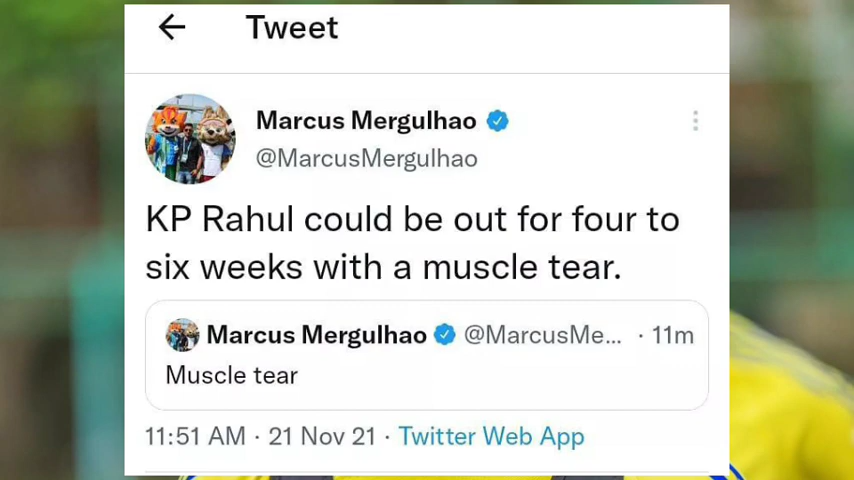 Tweet
Marcus Mergulhao
@MarcusMergulhao
KP Rahul could be out for four to
six weeks with a muscle tear.
Marcus Mergulhao @MarcusMe... · 11m
Muscle tear
11:51 AM · 21 Nov 21 · Twitter Web App